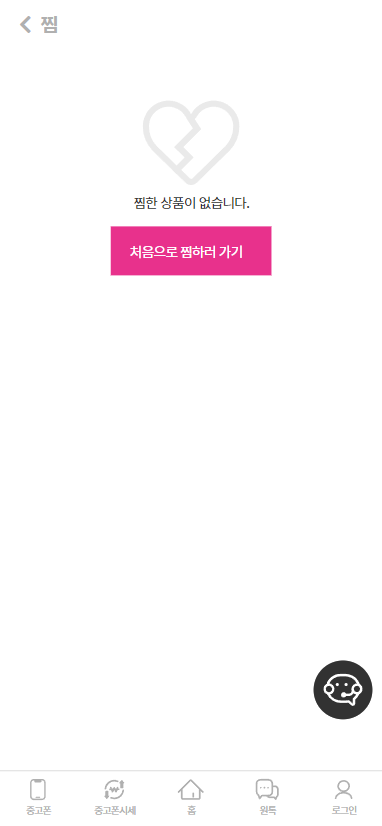 찜
찜한 상품이 없습니다.
처음으로 찜하러 가기
중고폰
중고폰시세
홈
원톡
로그인